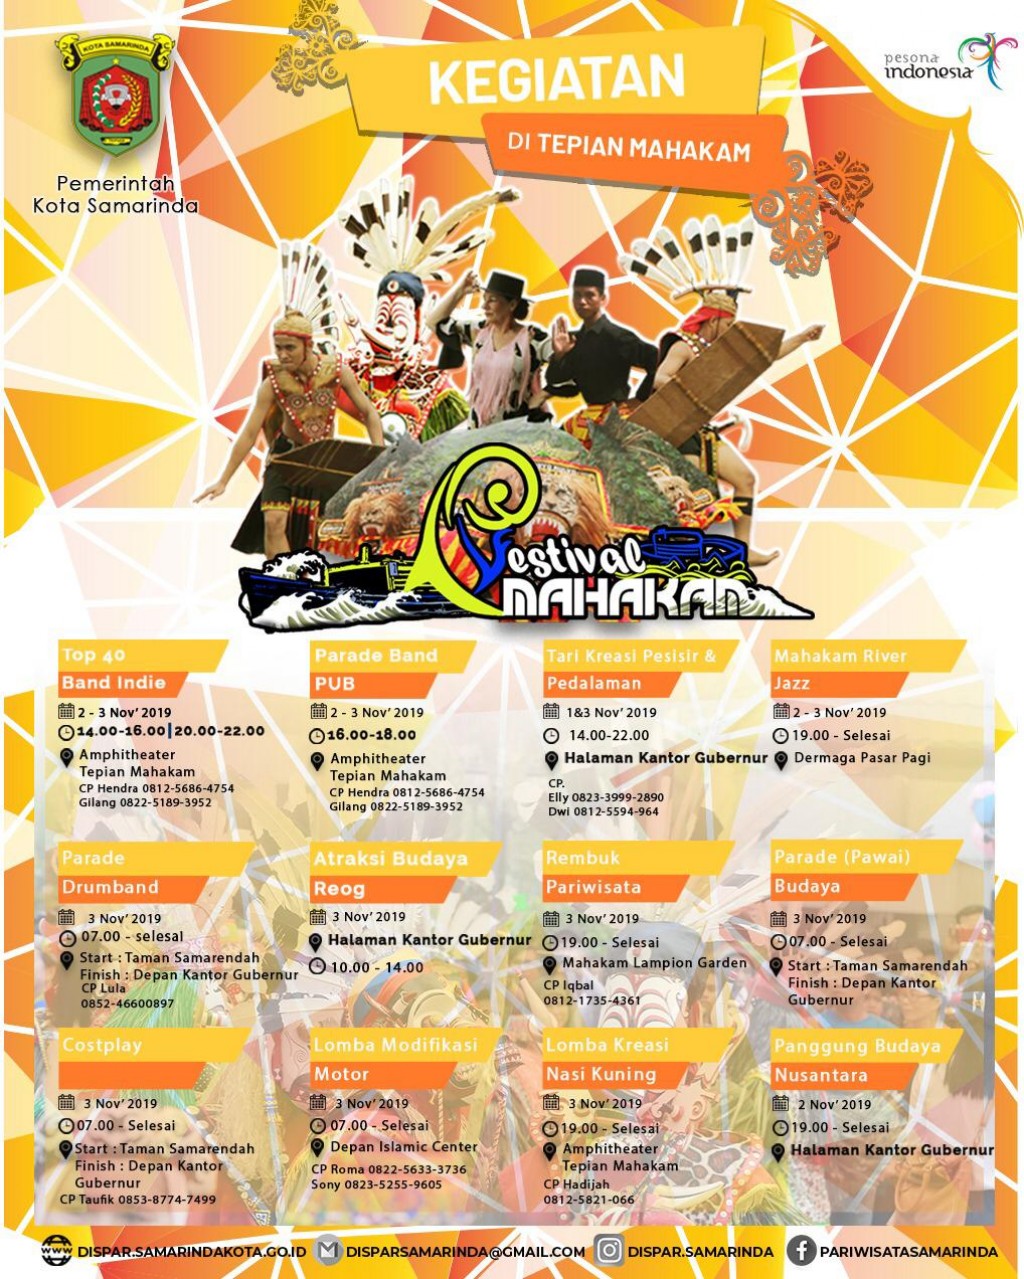 KOTA SAMARINDA
Pemerintah
Kota Samarinda
pesona
indonesia
KEGIATAN
DI TEPIAN MAHAKAM
Festival
MAHAKAM
Top 40
Band Indie
2 - 3 Nov' 2019
14.00-16.00|20.00-22.00
Amphitheater
Tepian Mahakam
CP Hendra 0812-5686-4754
Gilang 0822-5189-3952
Parade Band
PUB
2 - 3 Nov' 2019
16.00-18.00
Amphitheater
Tepian Mahakam
CP Hendra 0812-5686-4754
Gilang 0822-5189-3952
Tari Kreasi Pesisir &
Pedalaman
1&3 Nov' 2019
14.00-22.00
Halaman Kantor Gubernur
CP.
Elly 0823-3999-2890
Dwi 0812-5594-964
Mahakam River
Jazz
2 - 3 Nov' 2019
19.00 - Selesai
Dermaga Pasar Pagi
Parade
Drumband
3 Nov' 2019
07.00 - selesai
Start : Taman Samarendah
Finish : Depan Kantor Gubernur
CP Lula
0852-46600897
Atraksi Budaya
Reog
3 Nov' 2019
Halaman Kantor Gubernur
10.00 - 14.00
Rembuk
Pariwisata
3 Nov' 2019
19.00 - Selesai
Mahakam Lampion Garden
CP Iqbal
0812-1735-4361
Parade (Pawai)
Budaya
3 Nov' 2019
07.00 - Selesai
Start : Taman Samarendah
Finish : Depan Kantor
Gubernur
Costplay
3 Nov' 2019
07.00 - Selesai
Start : Taman Samarendah
Finish : Depan Kantor
Gubernur
CP Taufik 0853-8774-7499
Lomba Modifikasi
Motor
3 Nov' 2019
07.00 - Selesai
Depan Islamic Center
CP Roma 0822-5633-3736
Sony 0823-5255-9605
Lomba Kreasi
Nasi Kuning
3 Nov' 2019
19.00 - Selesai
Amphitheater
Tepian Mahakam
CP Hadijah
0812-5821-066
Panggung Budaya
Nusantara
2 Nov' 2019
19.00 - Selesai
Halaman Kantor Gubernur
www DISPAR.SAMARINDAKOTA.GO.ID DISPARSAMARINDA@GMAIL.COM DISPAR.SAMARINDA PARIWISATASAMARINDA